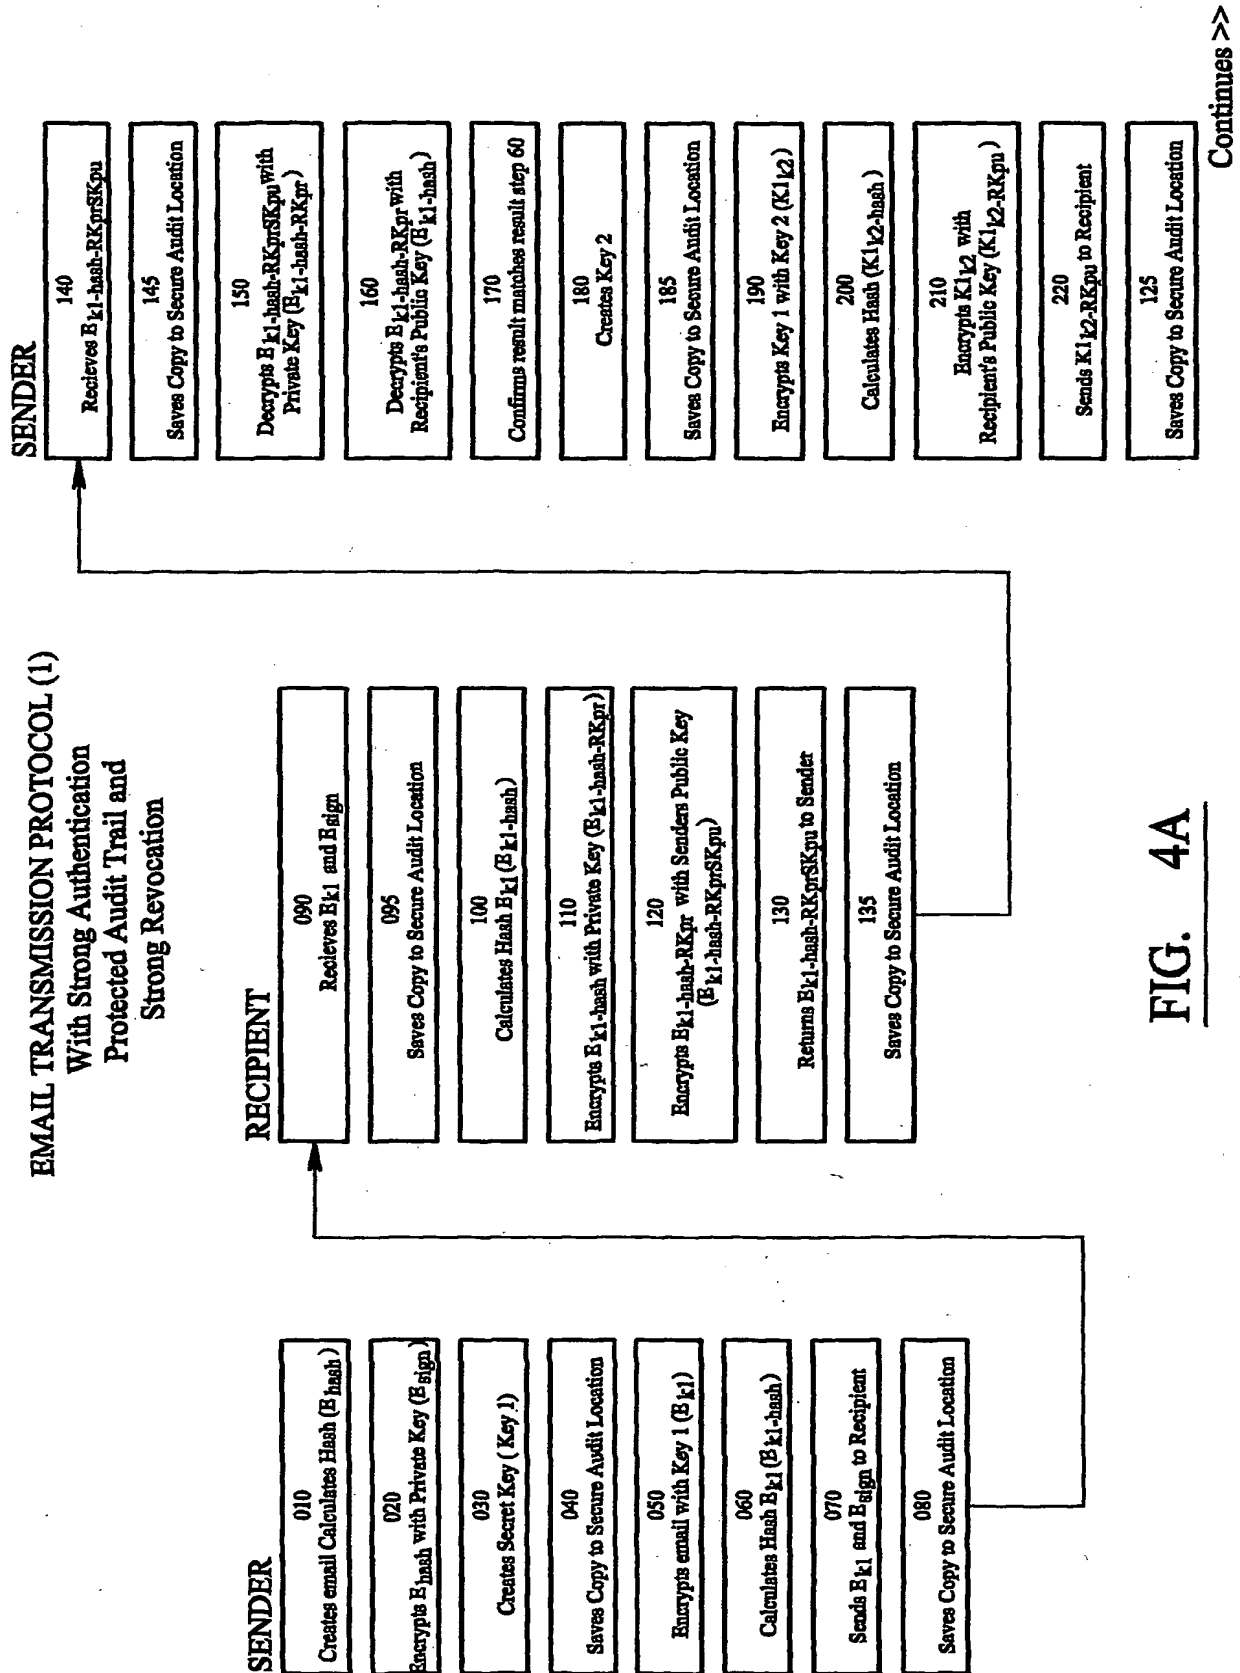 EMAIL TRANSMISSION PROTOCOL (1)
With Strong Authentication
Protected Audit Trail and
Strong Revocation
SENDER
010
Creates email Calculates Hash (Ehash)
020
Encrypts Ehash with Private Key (Esign)
030
Creates Secret Key ( Key 1)
040
Saves Copy to Secure Audit Location
050
Encrypts email with Key 1 (Ek1)
060
Calculates Hash Ek1 (Ek1-hash)
070
Sends Ek1 and Esign to Recipient
080
Saves Copy to Secure Audit Location
RECIPIENT
090
Recieves Ek1 and Esign
095
Saves Copy to Secure Audit Location
100
Calculates Hash Ek1 (Ek1-hash)
110
Encrypts Ek1-hash with Private Key (Ek1-hash-RKpr)
120
Encrypts Ek1-hash-RKpr with Senders Public Key
(Ek1-hash-RKprSKpu)
130
Returns Ek1-hash-RKprSKpu to Sender
135
Saves Copy to Secure Audit Location
SENDER
140
Recieves Ek1-hash-RKprSKpu
145
Saves Copy to Secure Audit Location
150
Decrypts Ek1-hash-RKprSKpu with
Private Key (Ek1-hash-RKpr)
160
Decrypts Ek1-hash-RKpr with
Recipient's Public Key (Ek1-hash)
170
Confirms result matches result step 60
180
Creates Key 2
185
Saves Copy to Secure Audit Location
190
Encrypts Key 1 with Key 2 (K1k2)
200
Calculates Hash (K1k2-hash)
210
Encrypts K1k2 with
Recipient's Public Key (K1k2-RKpu)
220
Sends K1k2-RKpu to Recipient
125
Saves Copy to Secure Audit Location
Continues >>
FIG. 4A